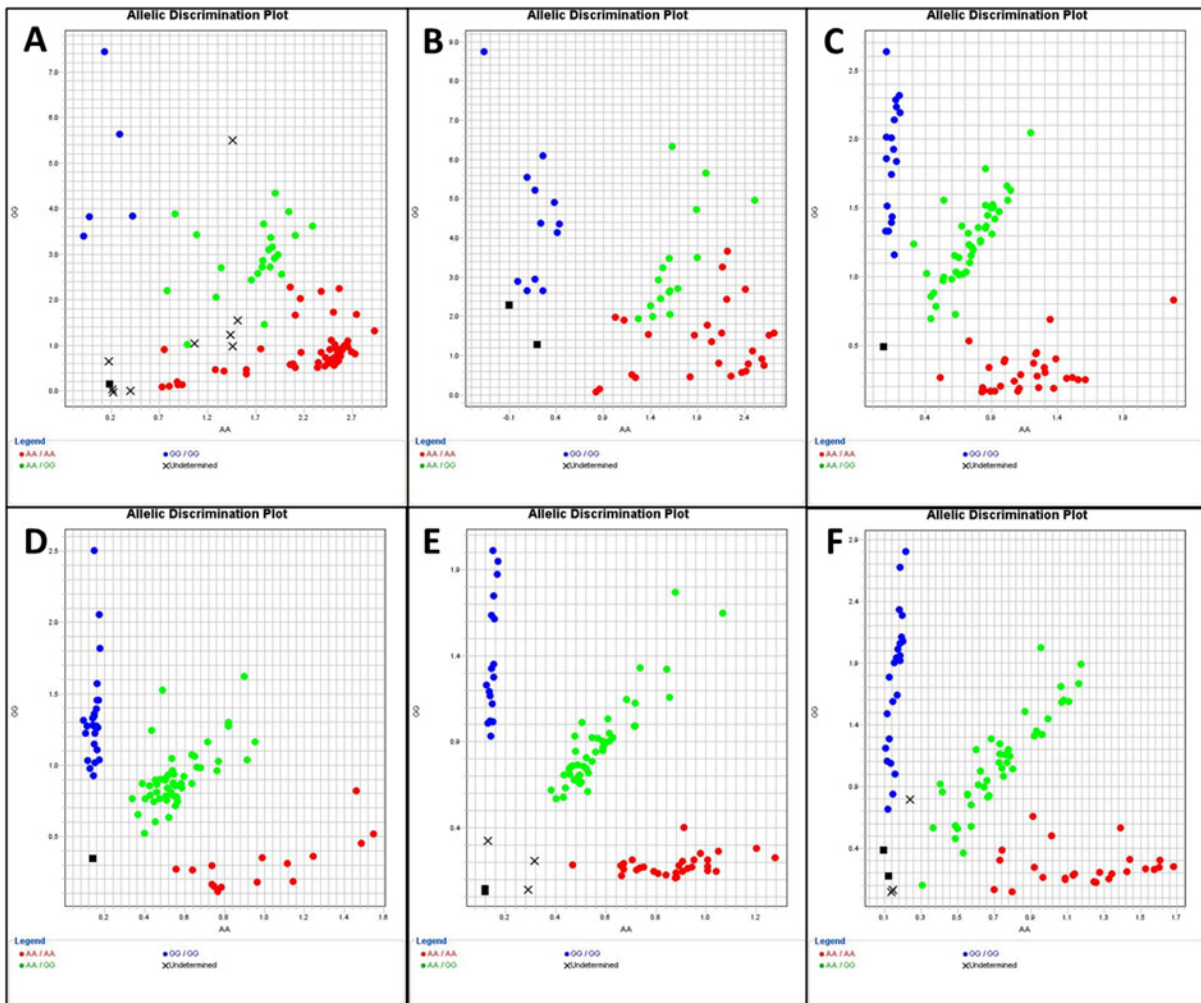 A
Allelic Discrimination Plot
GG
7.0
6.0
5.0
4.0
3.0
2.0
1.0
0.0
0.2 0.7 1.2 1.7 2.2 2.7
AA
Legend
AA / AA GG / GG
AA / GG Undetermined
B
Allelic Discrimination Plot
GG
9.0
8.0
7.0
6.0
5.0
4.0
3.0
2.0
1.0
0.0
-0.1 0.4 0.9 1.4 1.9 2.4
AA
Legend
AA / AA GG / GG
AA / GG Undetermined
C
Allelic Discrimination Plot
GG
2.5
2.0
1.5
1.0
0.5
0.4 0.9 1.4 1.9
AA
Legend
AA / AA GG / GG
AA / GG Undetermined
D
Allelic Discrimination Plot
GG
2.5
2.0
1.5
1.0
0.5
0.0 0.2 0.4 0.6 0.8 1.0 1.2 1.4 1.6
AA
Legend
AA / AA GG / GG
AA / GG Undetermined
E
Allelic Discrimination Plot
GG
1.9
1.4
0.9
0.4
0.2 0.4 0.6 0.8 1.0 1.2
AA
Legend
AA / AA GG / GG
AA / GG Undetermined
F
Allelic Discrimination Plot
GG
2.9
2.4
1.9
1.4
0.9
0.4
0.1 0.3 0.5 0.7 0.9 1.1 1.3 1.5 1.7
AA
Legend
AA / AA GG / GG
AA / GG Undetermined